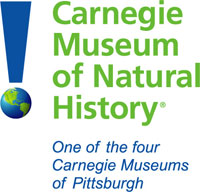 Carnegie
Museum
of Natural
History®
One of the four
Carnegie Museums
of Pittsburgh